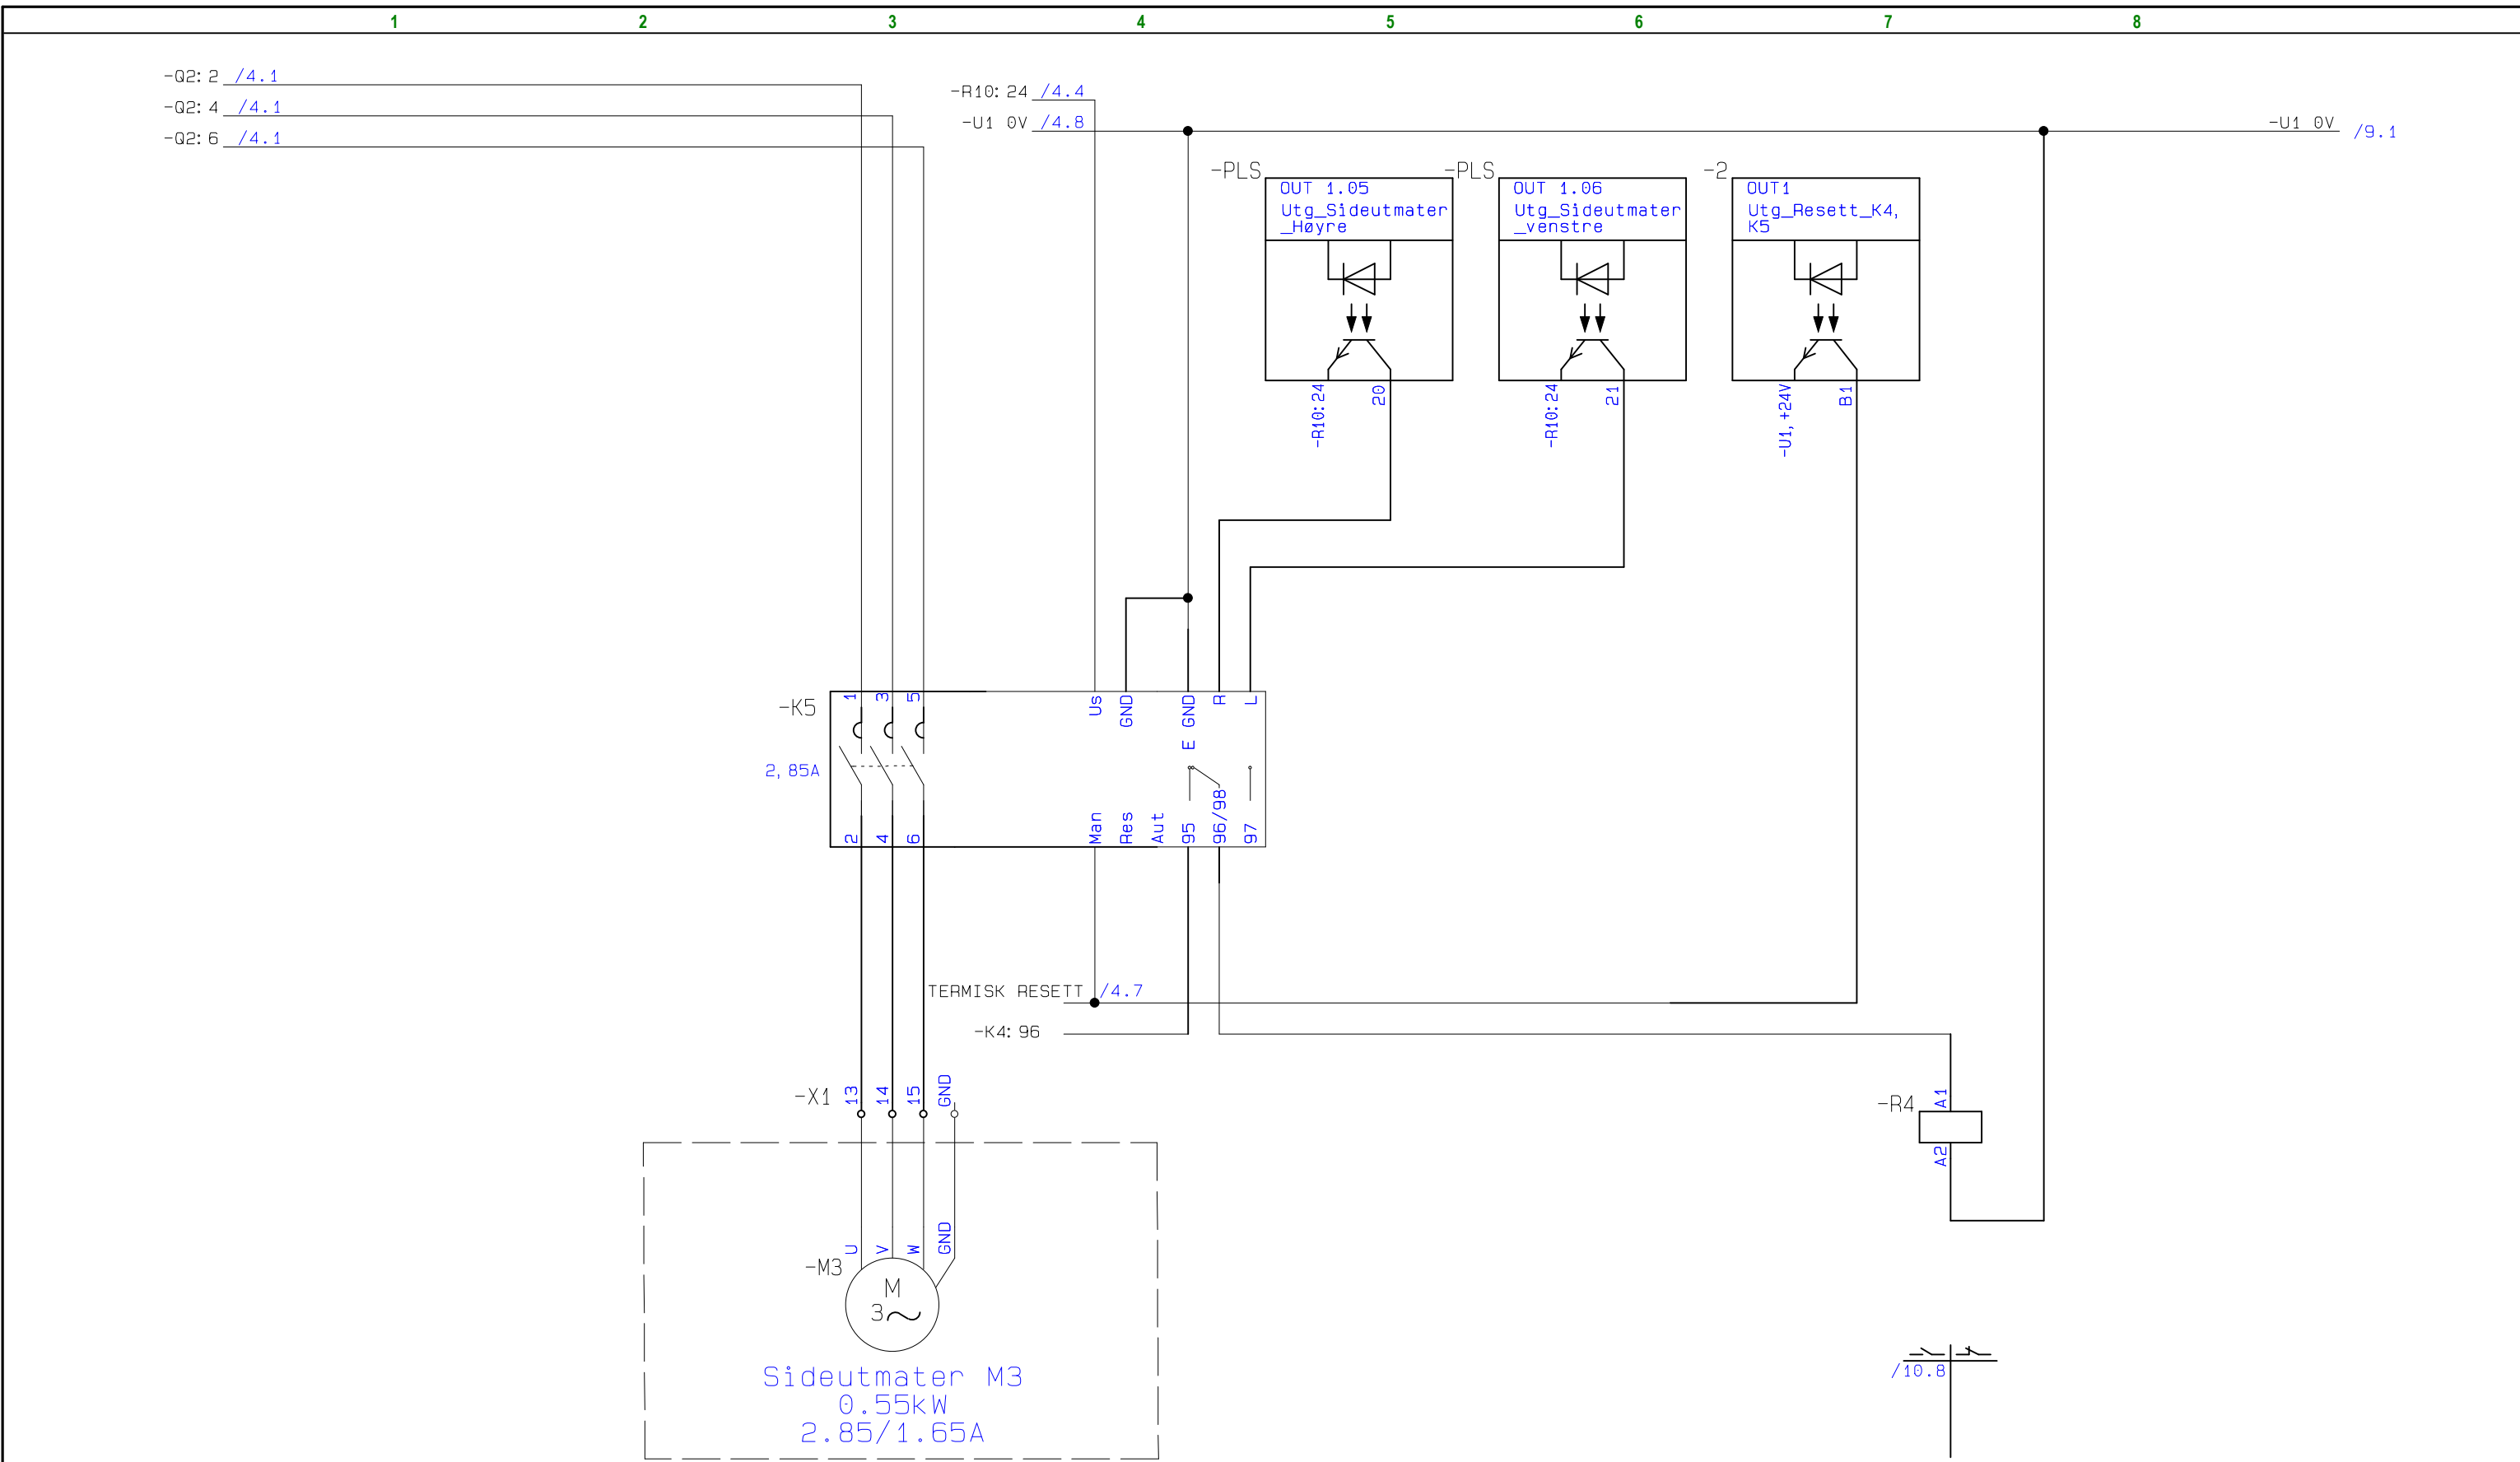 1 2 3 4 5 6 7 8
-Q2:2 /4.1
-Q2:4 /4.1
-Q2:6 /4.1
-R10:24 /4.4
-U1 0V /4.8
-U1 0V /9.1
-PLS
OUT 1.05
Utg_Sideutmater
_Høyre
-R10:24
20
-PLS
OUT 1.06
Utg_Sideutmater
_venstre
-R10:24
21
-2
OUT1
Utg_Resett_K4,
K5
-U1,+24V
B1
-K5
2,85A
1 3 5 Us GND E GND R L
2 4 6 Man Res Aut 95 96/98 97
TERMISK RESETT /4.7
-K4:96
-X1 13 14 15 GND
-R4
A1
A2
-M3 U V W GND
M
3~
Sideutmater M3
0.55kW
2.85/1.65A
/10.8